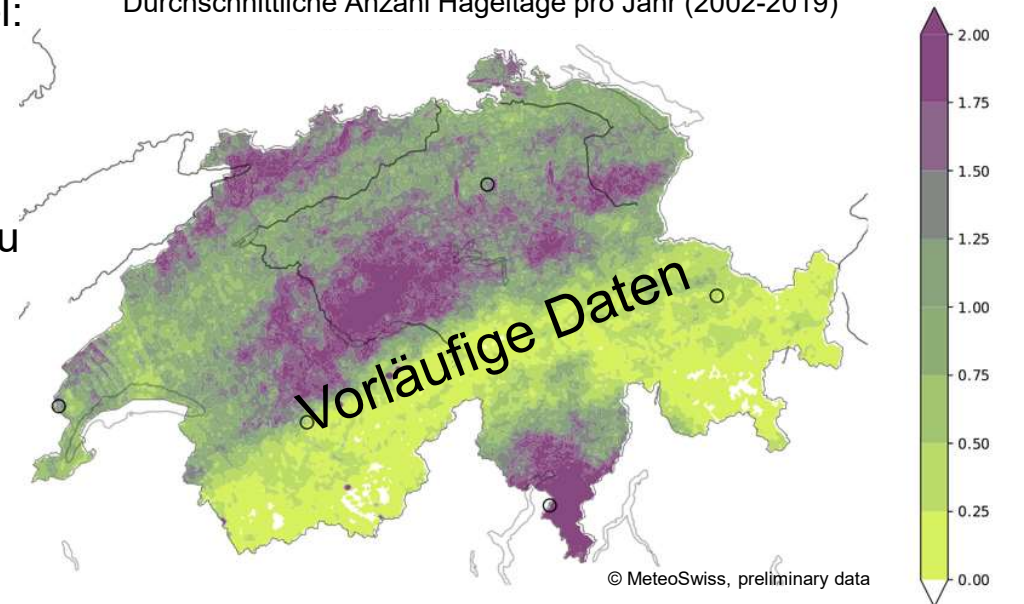 l:
Durchschnittliche Anzahl Hageltage pro Jahr (2002-2019)
u
Vorläufige Daten
2.00
1.75
1.50
1.25
1.00
0.75
0.50
0.25
0.00
© MeteoSwiss, preliminary data